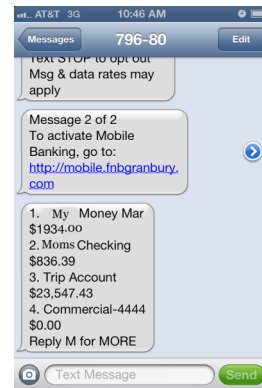 AT&T 3G 10:46 AM
Messages 796-80 Edit
Text STOP to opt out
Msg & data rates may
apply
Message 2 of 2
To activate Mobile
Banking, go to:
http://mobile.fnbgranbury.
com
1. My Money Mar
$1934.00
2. Moms Checking
$836.39
3. Trip Account
$23,547.43
4. Commercial-4444
$0.00
Reply M for MORE
Text Message Send